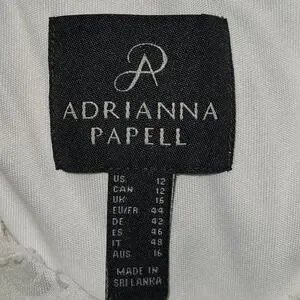 ADRIANNA
PAPELL
US 12
CAN 12
UK 16
EU/FR 44
DE 42
ES 46
IT 48
AUS 16
MADE IN
SRI LANKA